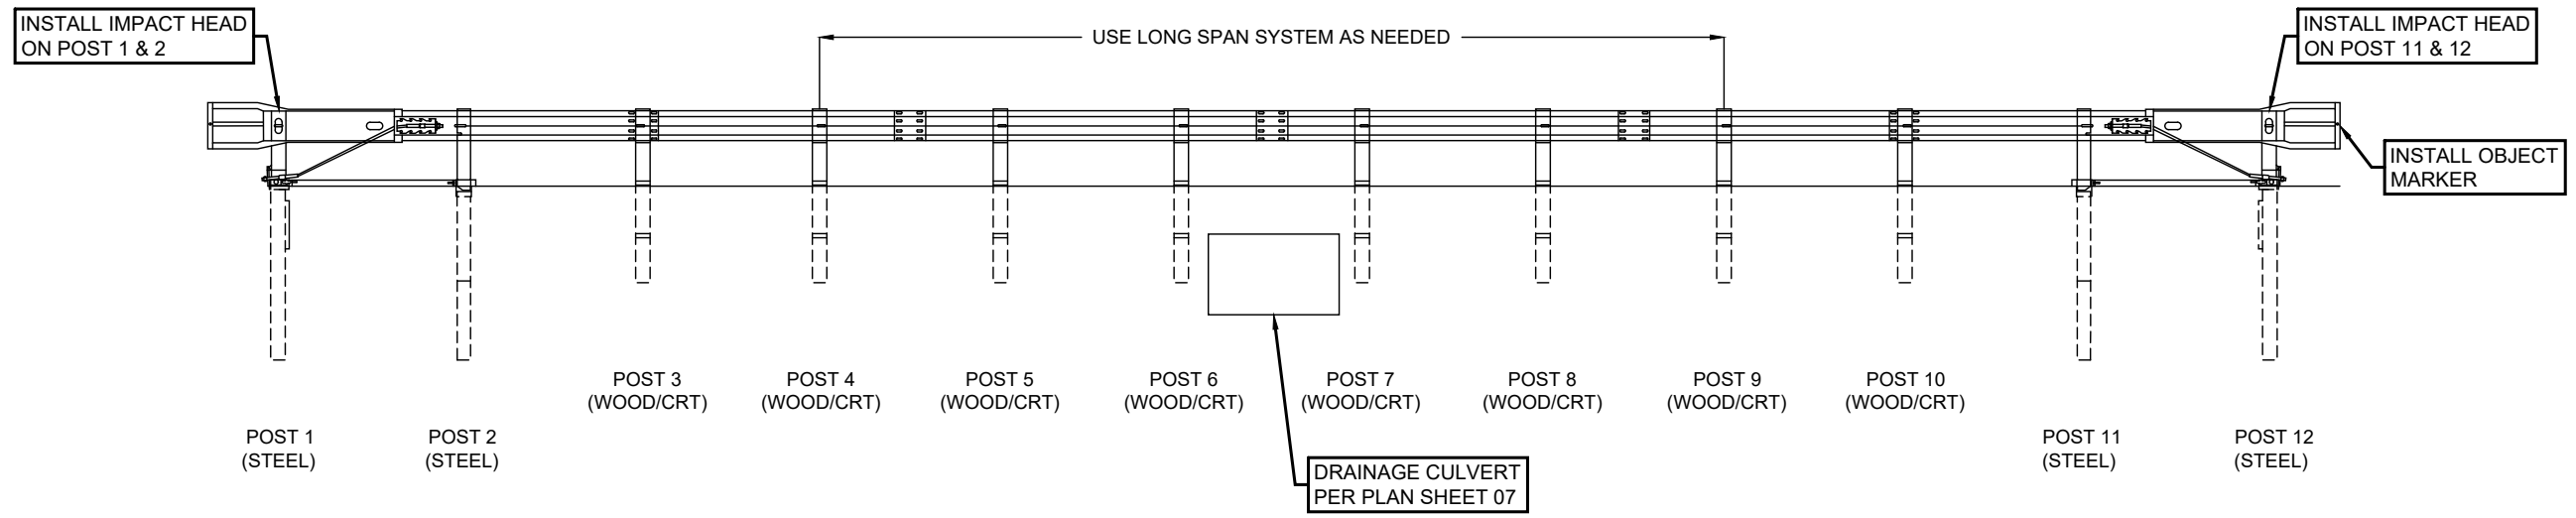 INSTALL IMPACT HEAD
ON POST 1 & 2
USE LONG SPAN SYSTEM AS NEEDED
INSTALL IMPACT HEAD
ON POST 11 & 12
INSTALL OBJECT
MARKER
POST 3
(WOOD/CRT)
POST 4
(WOOD/CRT)
POST 5
(WOOD/CRT)
POST 6
(WOOD/CRT)
POST 7
(WOOD/CRT)
POST 8
(WOOD/CRT)
POST 9
(WOOD/CRT)
POST 10
(WOOD/CRT)
POST 1
(STEEL)
POST 2
(STEEL)
POST 11
(STEEL)
POST 12
(STEEL)
DRAINAGE CULVERT
PER PLAN SHEET 07